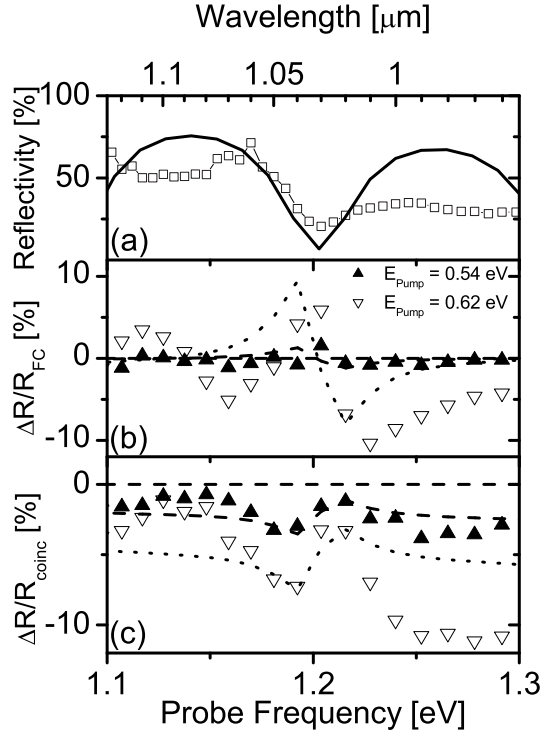 Wavelength [μm]
1.1 1.05 1
100
50
Reflectivity [%]
(a)
10
0
-10
ΔR/R_FC [%]
E_Pump = 0.54 eV
E_Pump = 0.62 eV
(b)
0
-10
ΔR/R_coinc [%]
(c)
1.1 1.2 1.3
Probe Frequency [eV]